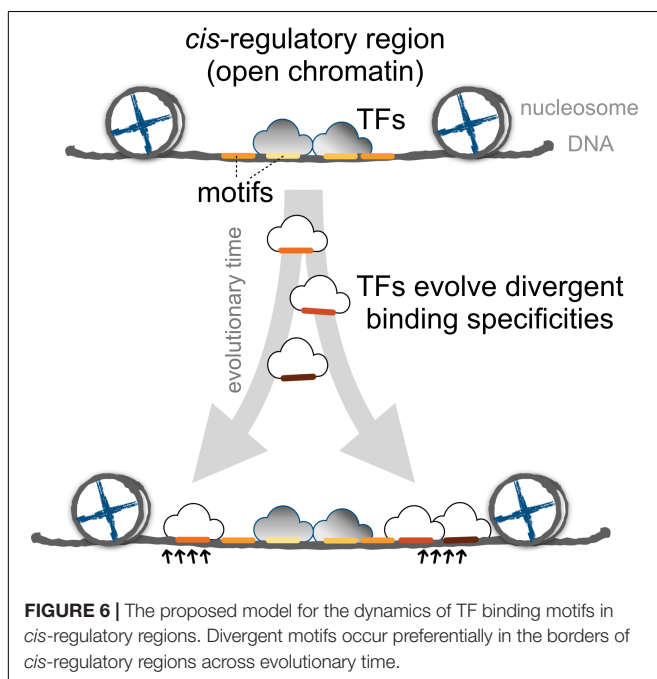 cis-regulatory region
(open chromatin)
TFs
nucleosome
DNA
motifs
evolutionary time
TFs evolve divergent
binding specificities
FIGURE 6 | The proposed model for the dynamics of TF binding motifs in
cis-regulatory regions. Divergent motifs occur preferentially in the borders of
cis-regulatory regions across evolutionary time.